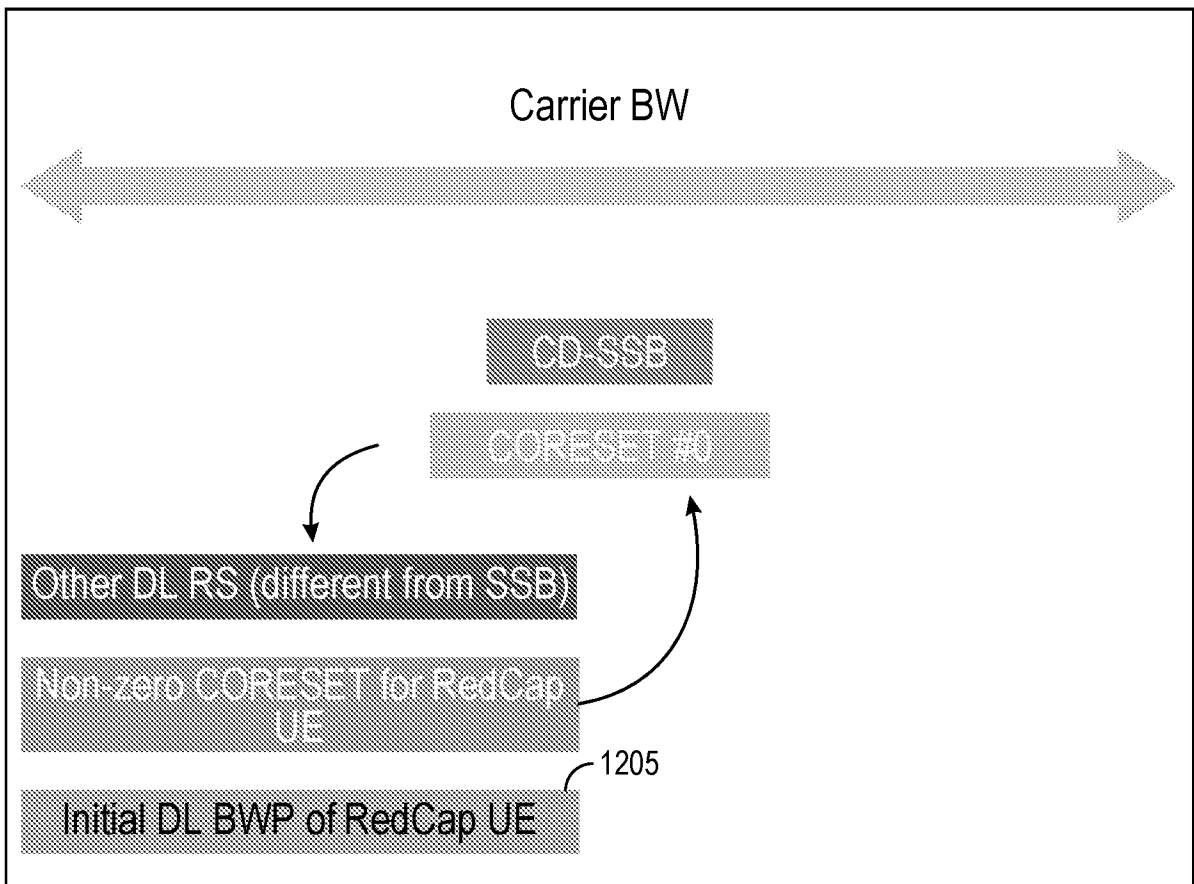 Carrier BW
CD-SSB
CORESET #0
Other DL RS (different from SSB)
Non-zero CORESET for RedCap
UE
1205
Initial DL BWP of RedCap UE